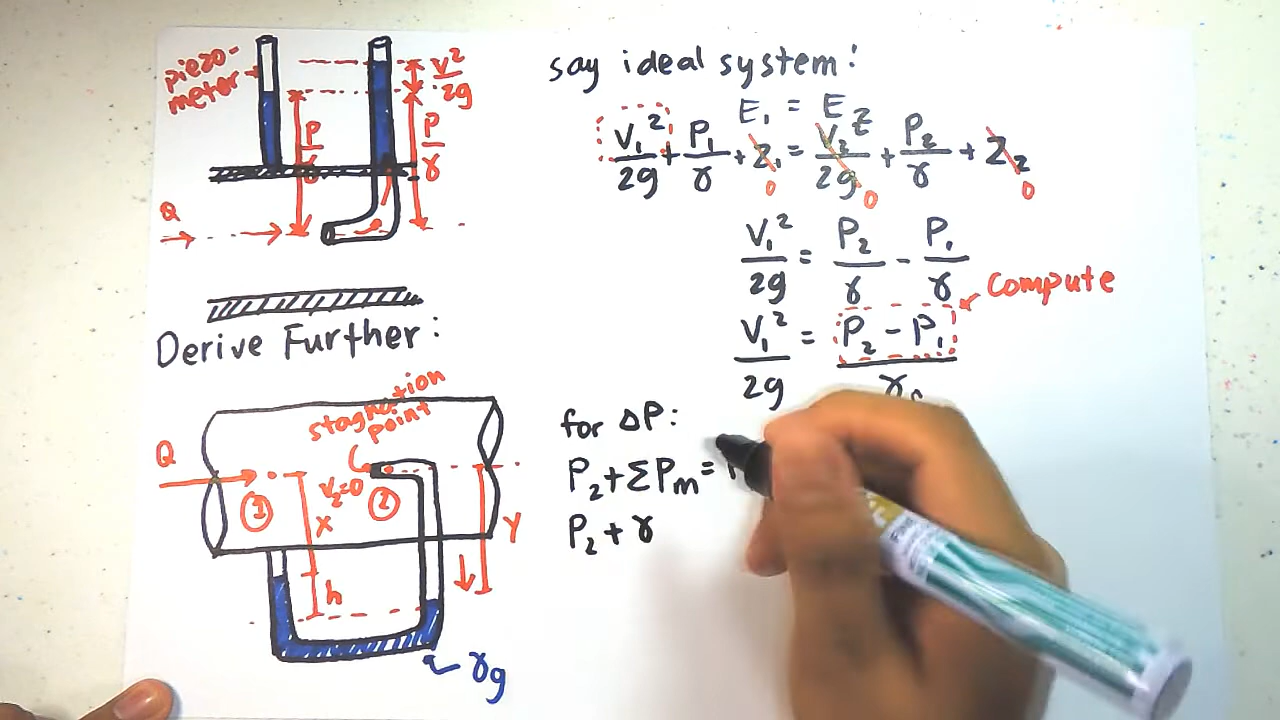 piezo-
meter
V²
2g
P
P
γ
Q
say ideal system:
E₁ = E₂
V₁²/2g + P₁/γ + Z₁ = V₂²/2g + P₂/γ + Z₂
0 0 0
V₁²/2g = P₂/γ - P₁/γ
compute
V₁²/2g = P₂ - P₁
Derive Further:
stagnation
point
Q
①
V₂=0
②
x
Y
h
γg
for ΔP:
P₂ + ΣPm =
P₂ + γ